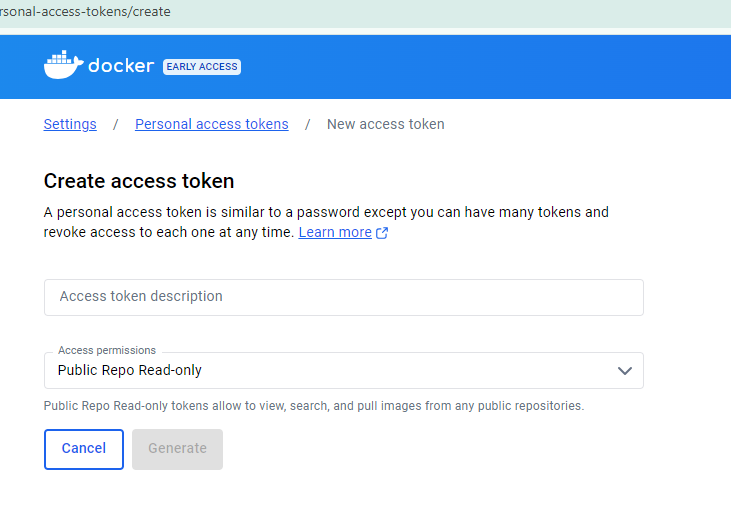 rsonal-access-tokens/create
docker EARLY ACCESS
Settings / Personal access tokens / New access token
Create access token
A personal access token is similar to a password except you can have many tokens and
revoke access to each one at any time. Learn more
Access token description
Access permissions
Public Repo Read-only
Public Repo Read-only tokens allow to view, search, and pull images from any public repositories.
Cancel Generate